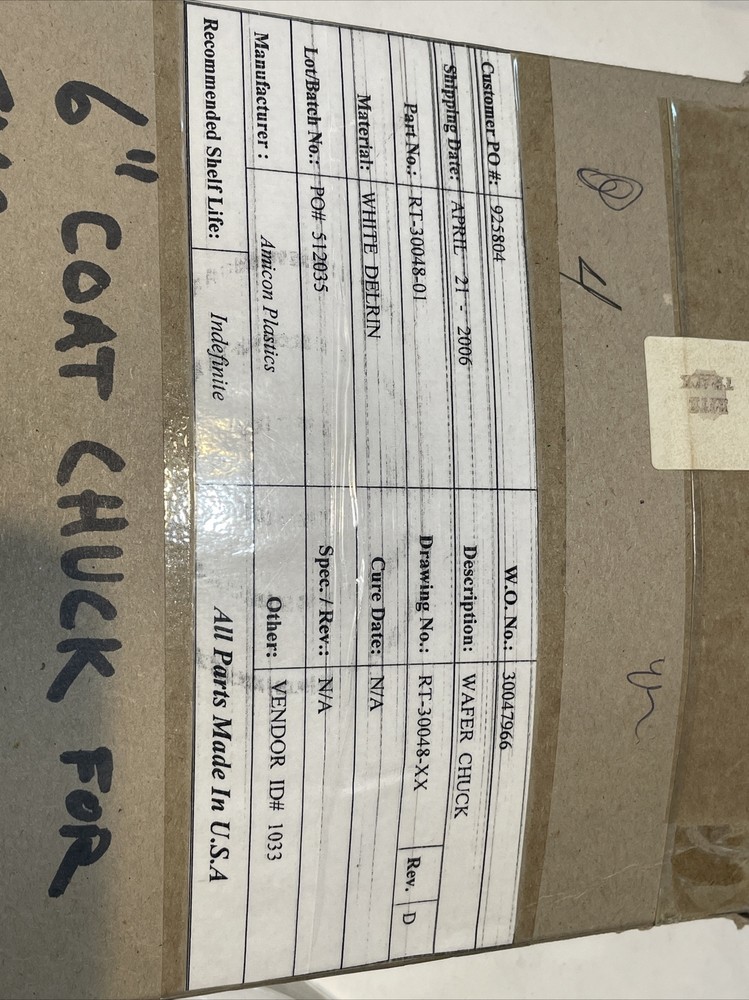 4
Customer PO #: 925804 W.O. No.: 30047966
Shipping Date: APRIL 21 - 2006 Description: WAFER CHUCK
Part No.: RT-30048-01 Drawing No.: RT-30048-XX Rev. D
Material: WHITE DELRIN Cure Date: N/A
Lot/Batch No.: PO# 512035 Spec. / Rev.: N/A
Manufacturer : Amicon Plastics Other: VENDOR ID# 1033
Recommended Shelf Life: Indefinite All Parts Made In U.S.A
6" COAT CHUCK FOR